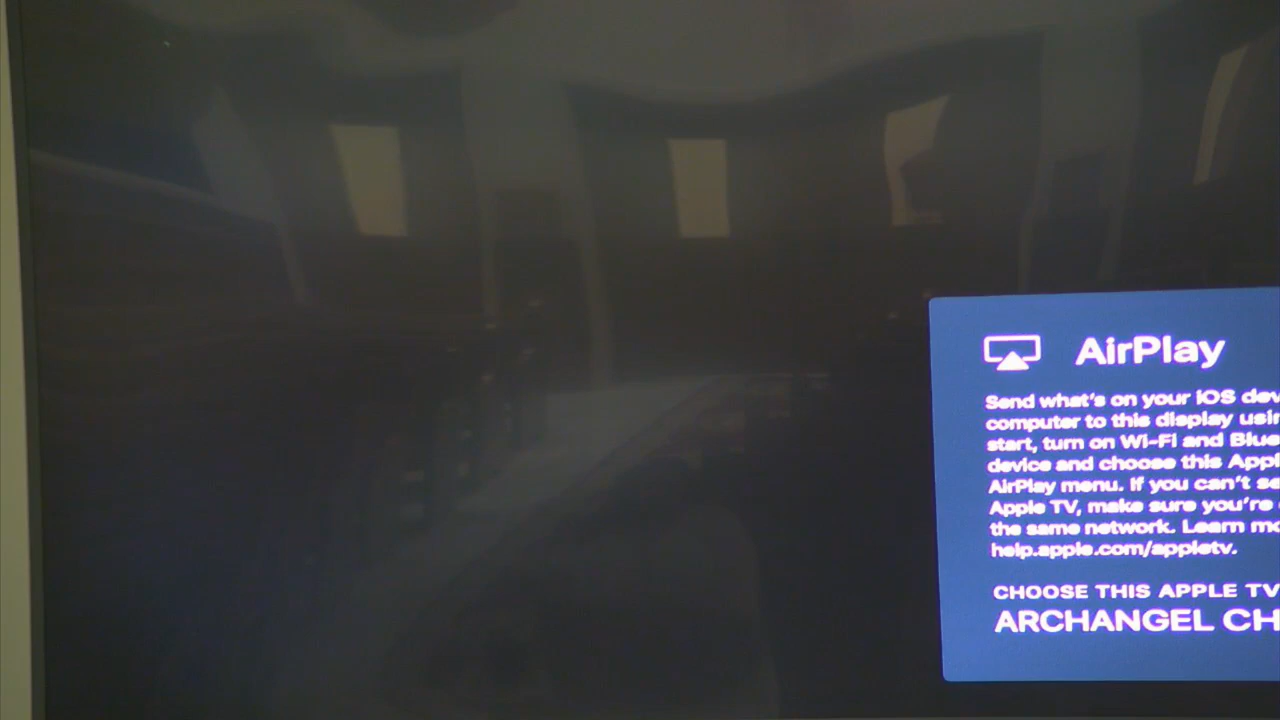 AirPlay
Send what's on your iOS dev
computer to this display usin
start, turn on Wi-Fi and Blue
device and choose this Appl
AirPlay menu. If you can't se
Apple TV, make sure you're
the same network. Learn mo
help.apple.com/appletv.
CHOOSE THIS APPLE TV
ARCHANGEL CH